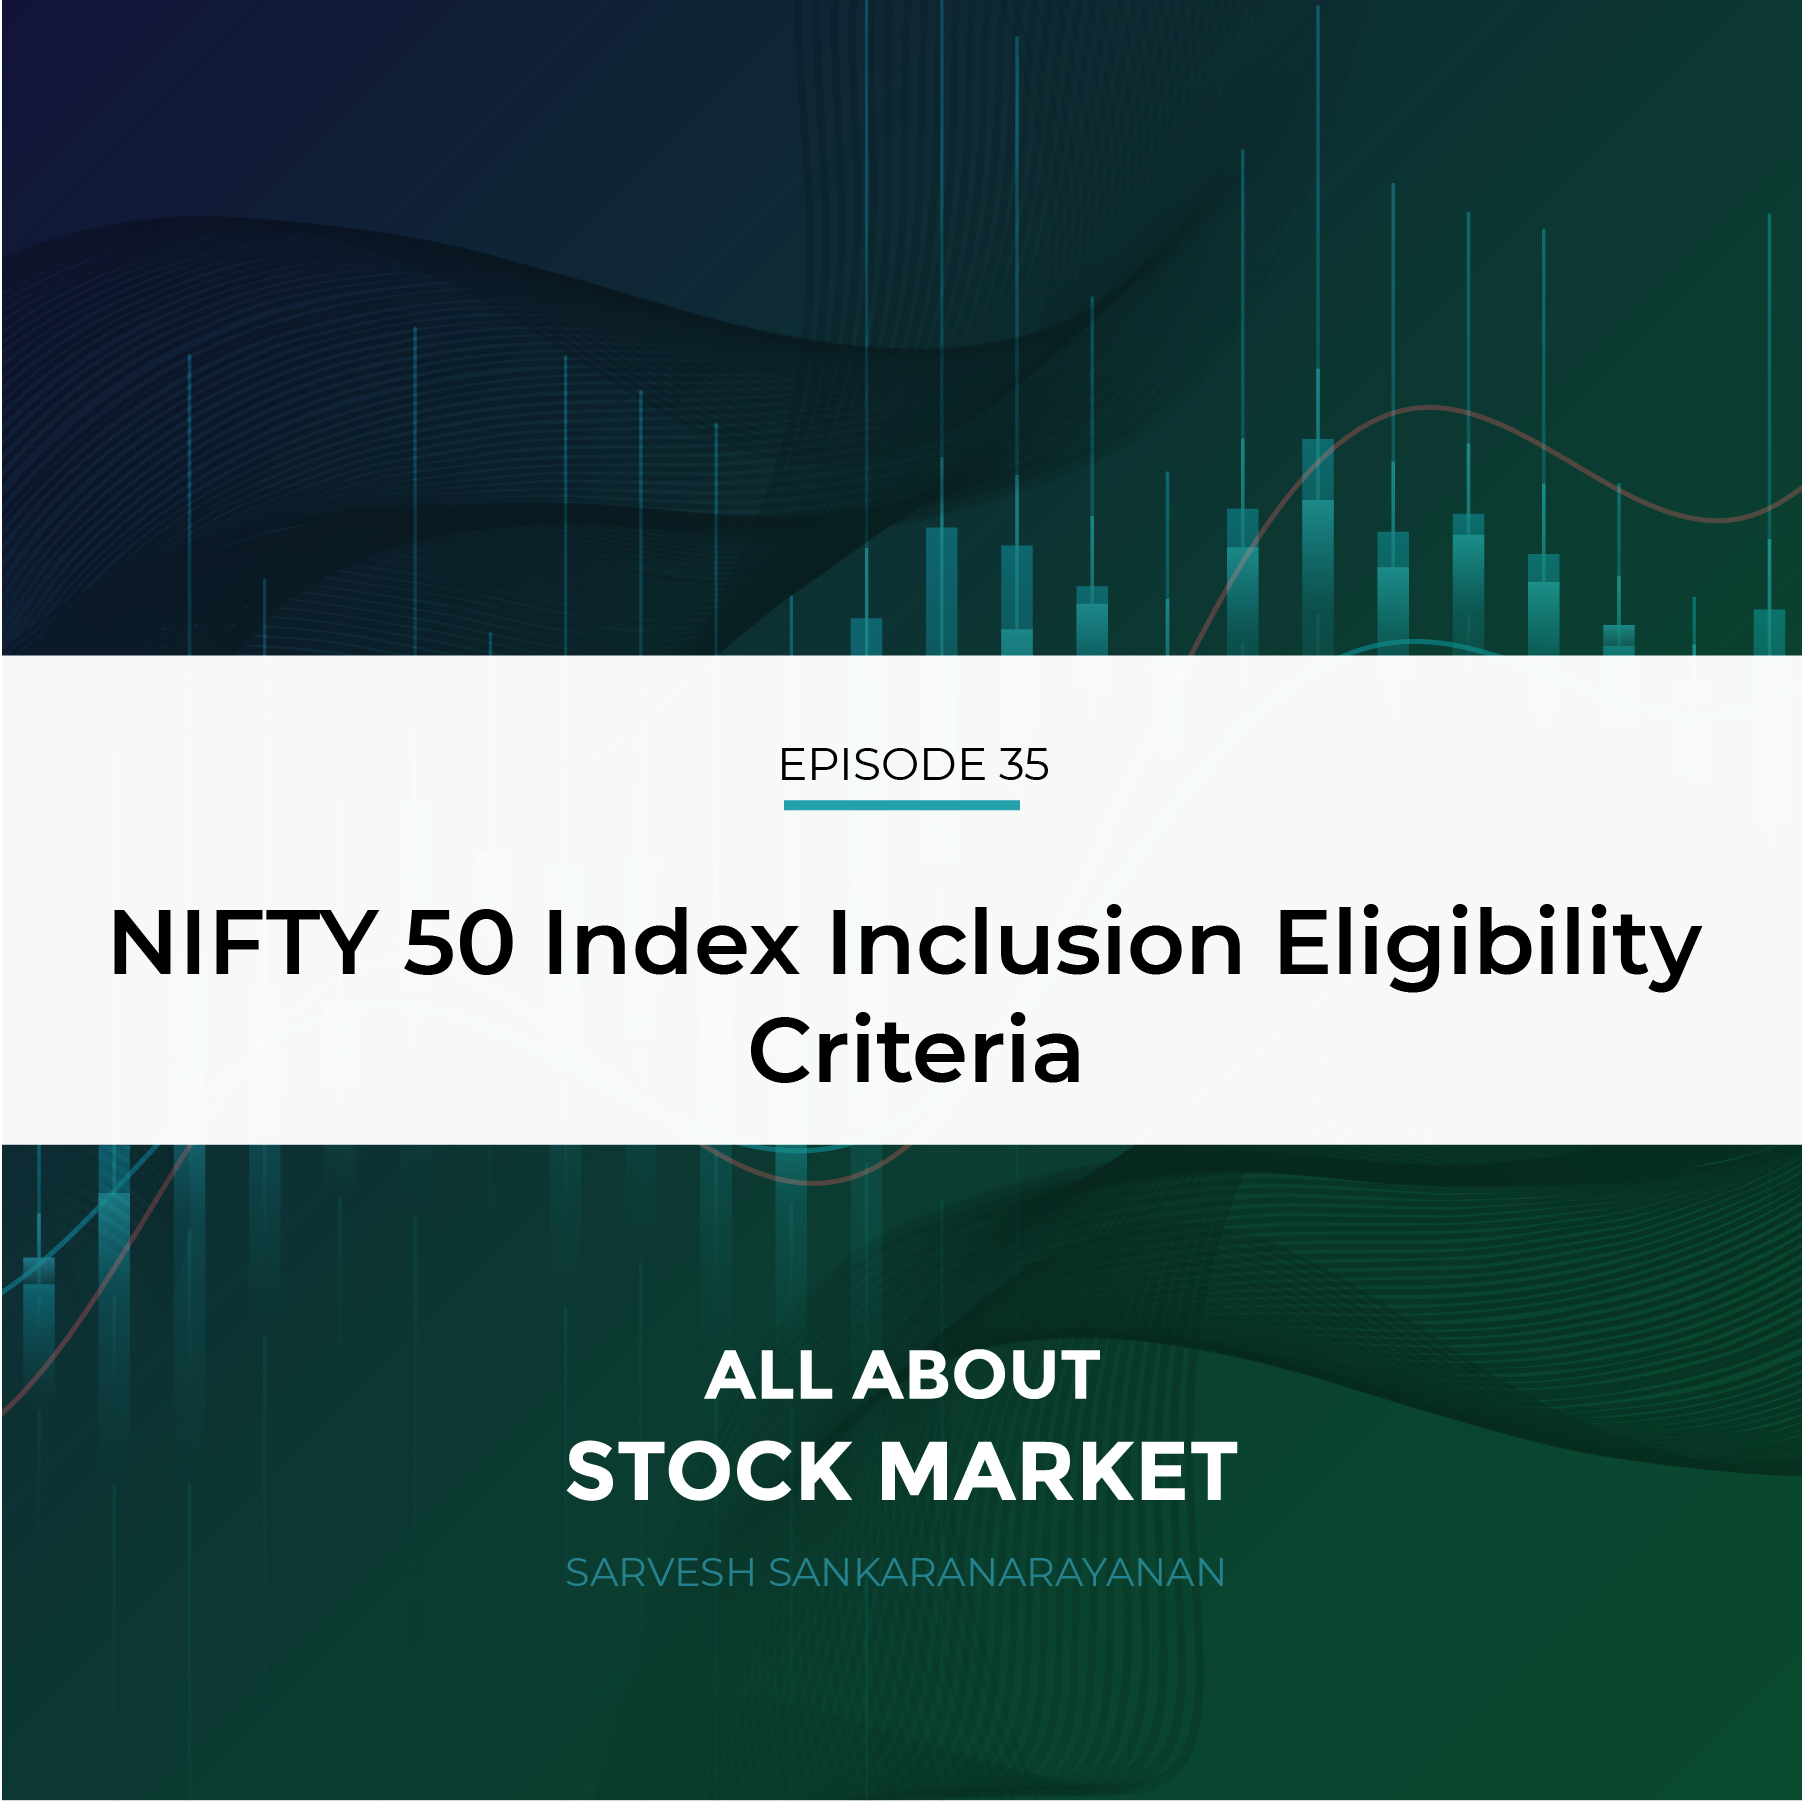 EPISODE 35
NIFTY 50 Index Inclusion Eligibility
Criteria
ALL ABOUT
STOCK MARKET
SARVESH SANKARANARAYANAN